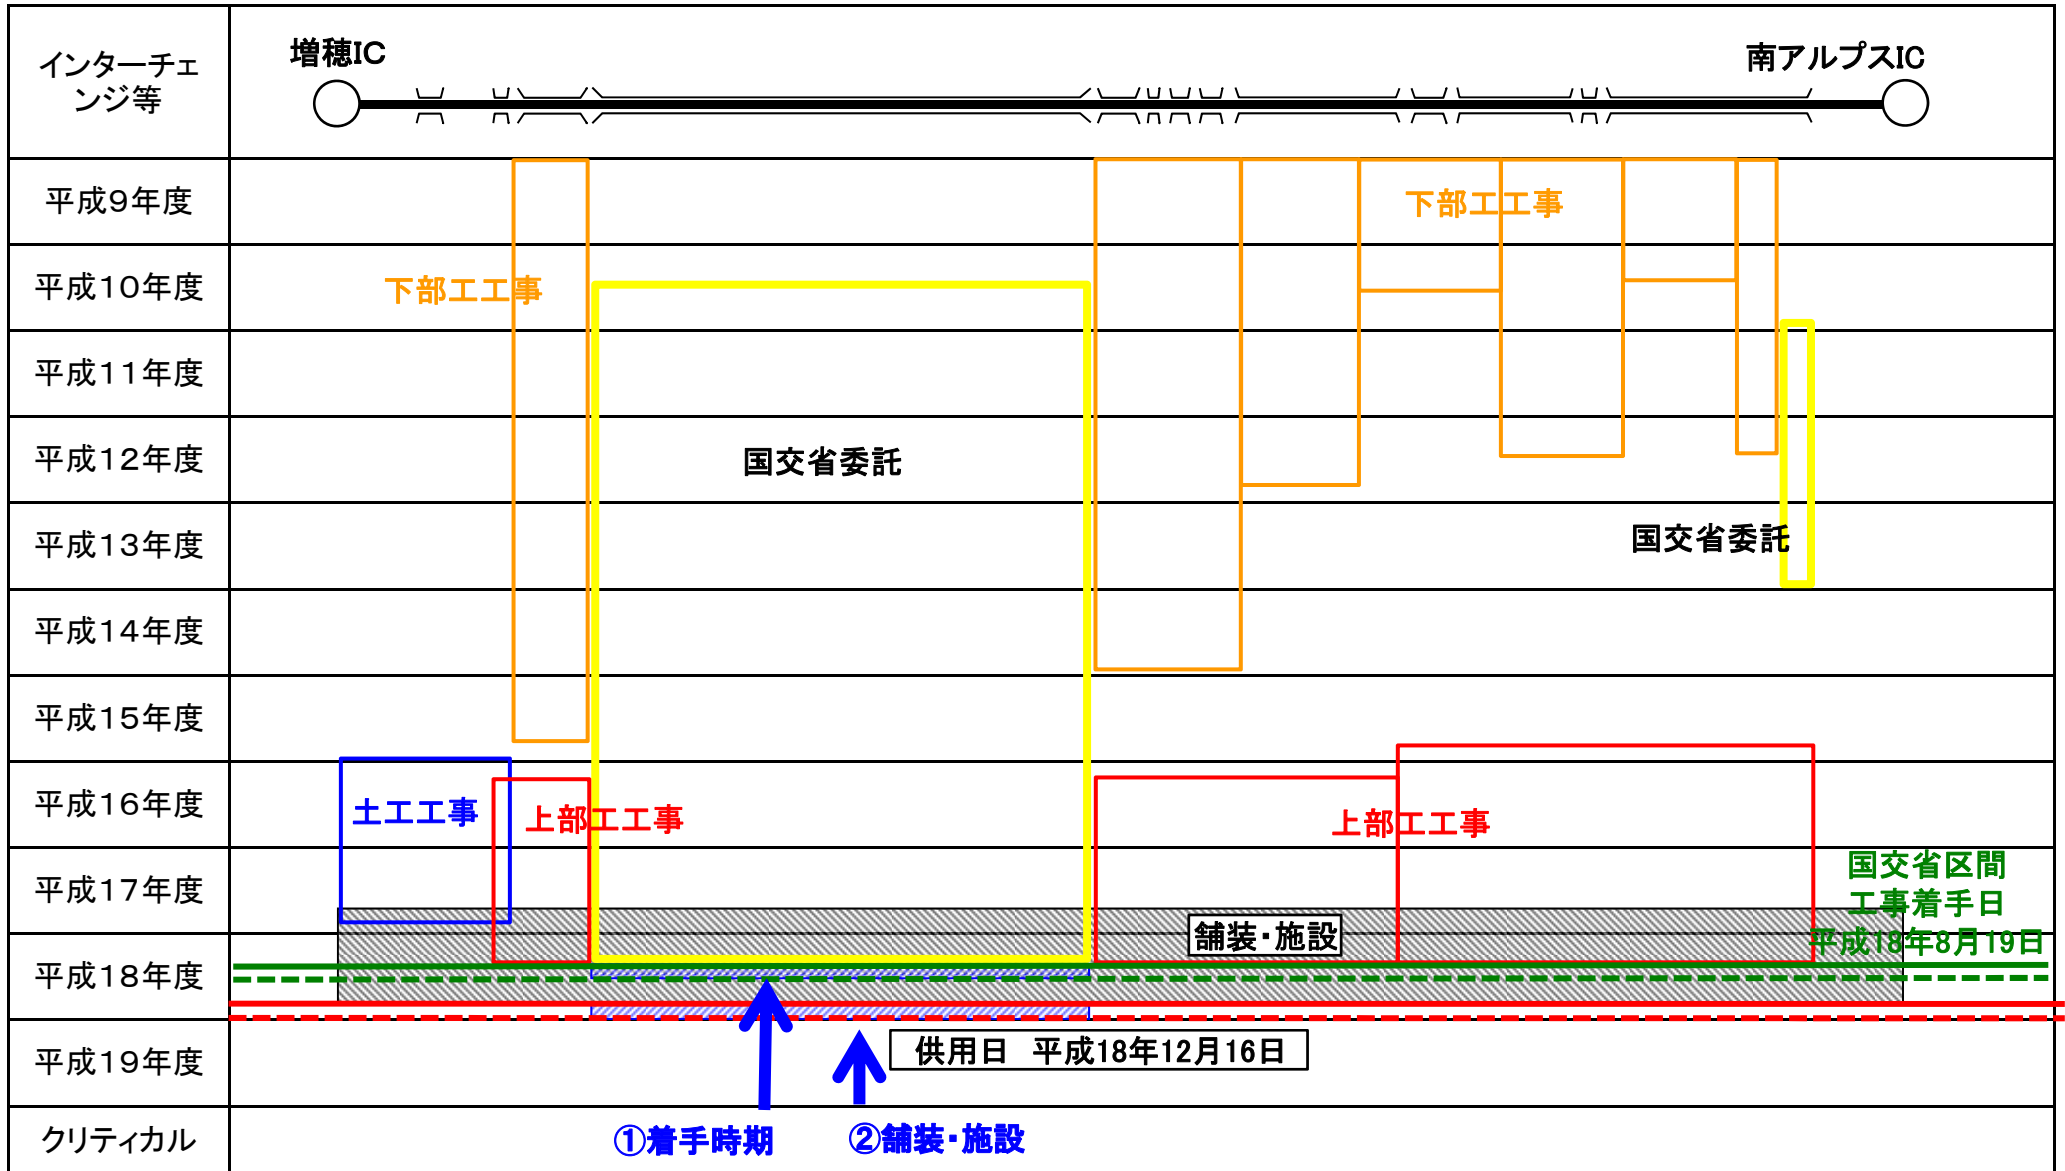 インターチェ
ンジ等
増穂IC
南アルプスIC
平成9年度
下部工工事
平成10年度
下部工工事
平成11年度
平成12年度
国交省委託
平成13年度
国交省委託
平成14年度
平成15年度
平成16年度
土工工事
上部工工事
上部工工事
平成17年度
国交省区間
工事着手日
平成18年8月19日
舗装・施設
平成18年度
平成19年度
供用日 平成18年12月16日
クリティカル
①着手時期
②舗装・施設